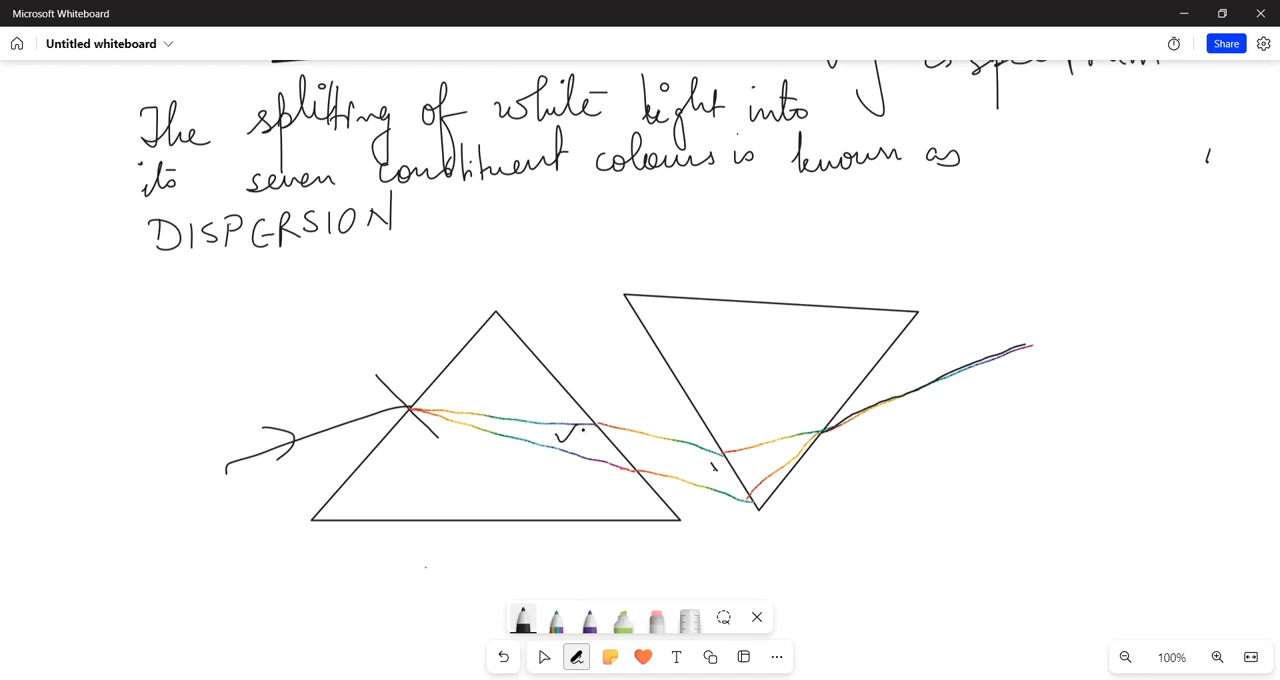 Microsoft Whiteboard
Untitled whiteboard
Share
The splitting of white light into
its seven constituent colours is known as
DISPERSION
100%